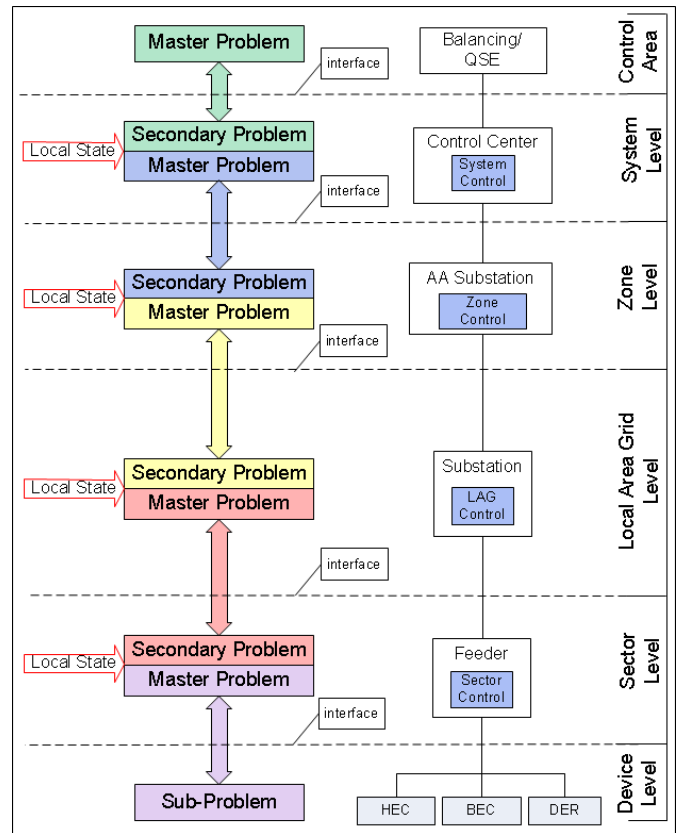 Master Problem
interface
Balancing/
QSE
Control
Area
Local State
Secondary Problem
Master Problem
interface
Control Center
System
Control
System
Level
Local State
Secondary Problem
Master Problem
interface
AA Substation
Zone
Control
Zone
Level
Local State
Secondary Problem
Master Problem
interface
Substation
LAG
Control
Local Area Grid
Level
Local State
Secondary Problem
Master Problem
interface
Feeder
Sector
Control
Sector
Level
Sub-Problem
HEC
BEC
DER
Device
Level